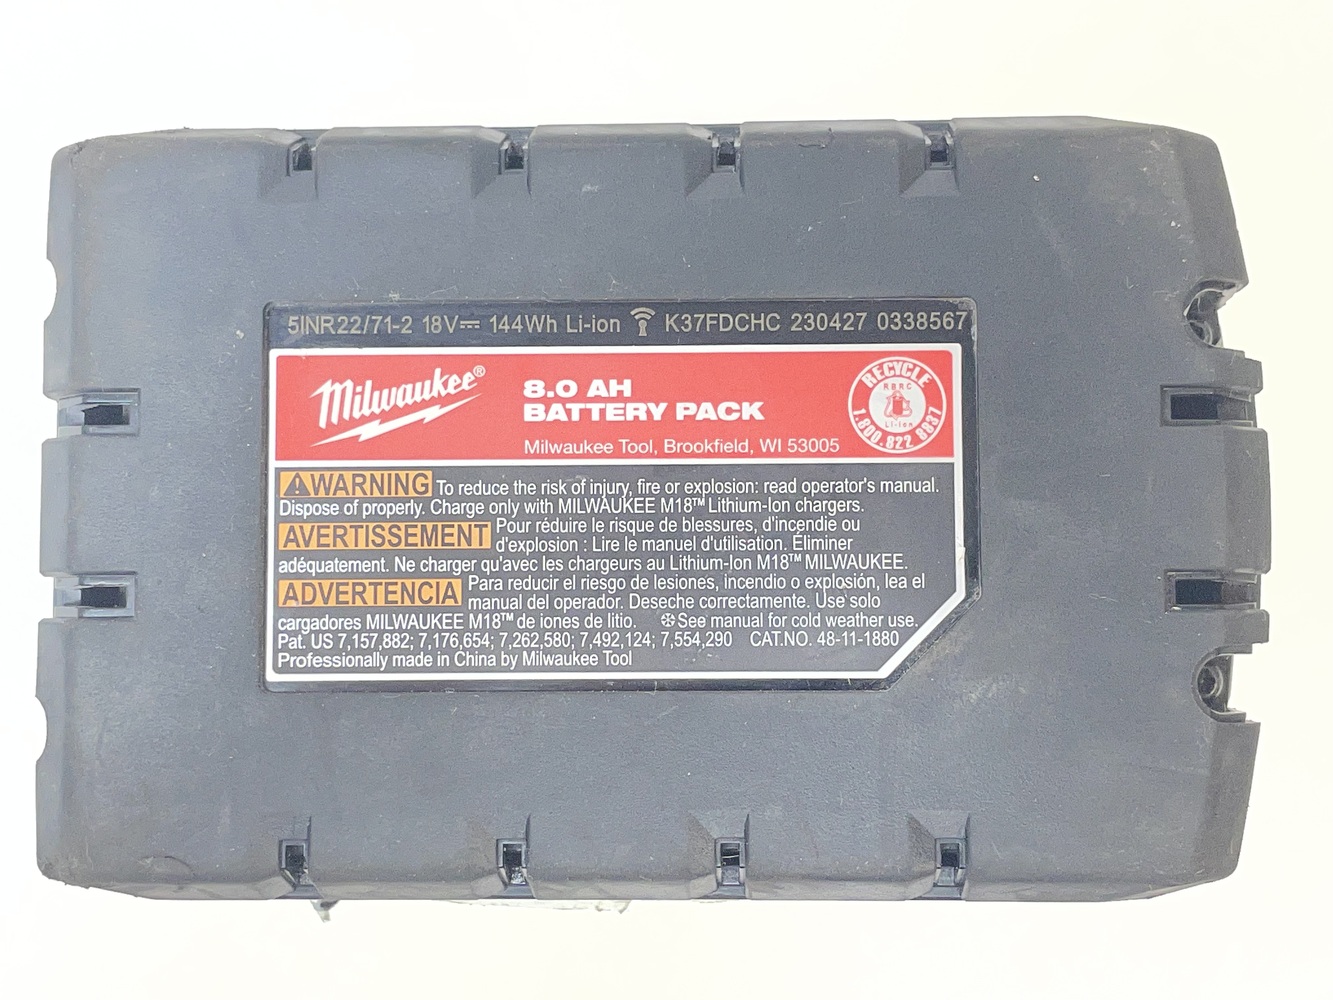 5INR22/71-2 18V⎓ 144Wh Li-ion K37FDCHC 230427 0338567
Milwaukee®
8.0 AH
BATTERY PACK
Milwaukee Tool, Brookfield, WI 53005
RECYCLE
RBRC
Li-ion
1.800.822.8837
⚠WARNING To reduce the risk of injury, fire or explosion: read operator's manual.
Dispose of properly. Charge only with MILWAUKEE M18™ Lithium-Ion chargers.
AVERTISSEMENT Pour réduire le risque de blessures, d'incendie ou
d'explosion : Lire le manuel d'utilisation. Éliminer
adéquatement. Ne charger qu'avec les chargeurs au Lithium-Ion M18™ MILWAUKEE.
ADVERTENCIA Para reducir el riesgo de lesiones, incendio o explosión, lea el
manual del operador. Deseche correctamente. Use solo
cargadores MILWAUKEE M18™ de iones de litio. ❄See manual for cold weather use.
Pat. US 7,157,882; 7,176,654; 7,262,580; 7,492,124; 7,554,290 CAT.NO. 48-11-1880
Professionally made in China by Milwaukee Tool